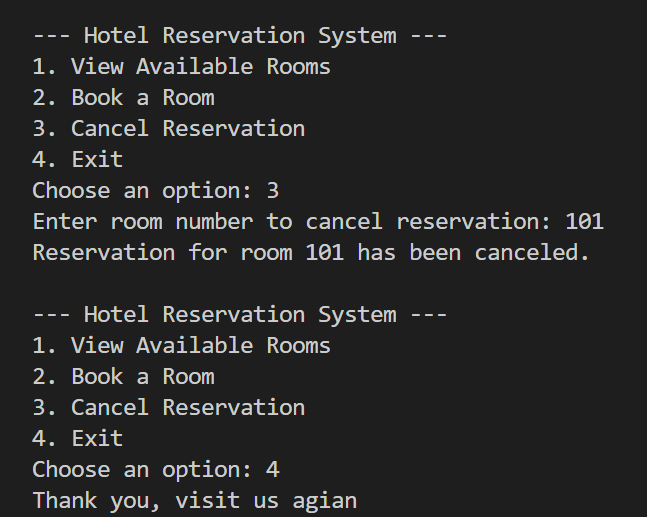 --- Hotel Reservation System ---
1. View Available Rooms
2. Book a Room
3. Cancel Reservation
4. Exit
Choose an option: 3
Enter room number to cancel reservation: 101
Reservation for room 101 has been canceled.
--- Hotel Reservation System ---
1. View Available Rooms
2. Book a Room
3. Cancel Reservation
4. Exit
Choose an option: 4
Thank you, visit us agian